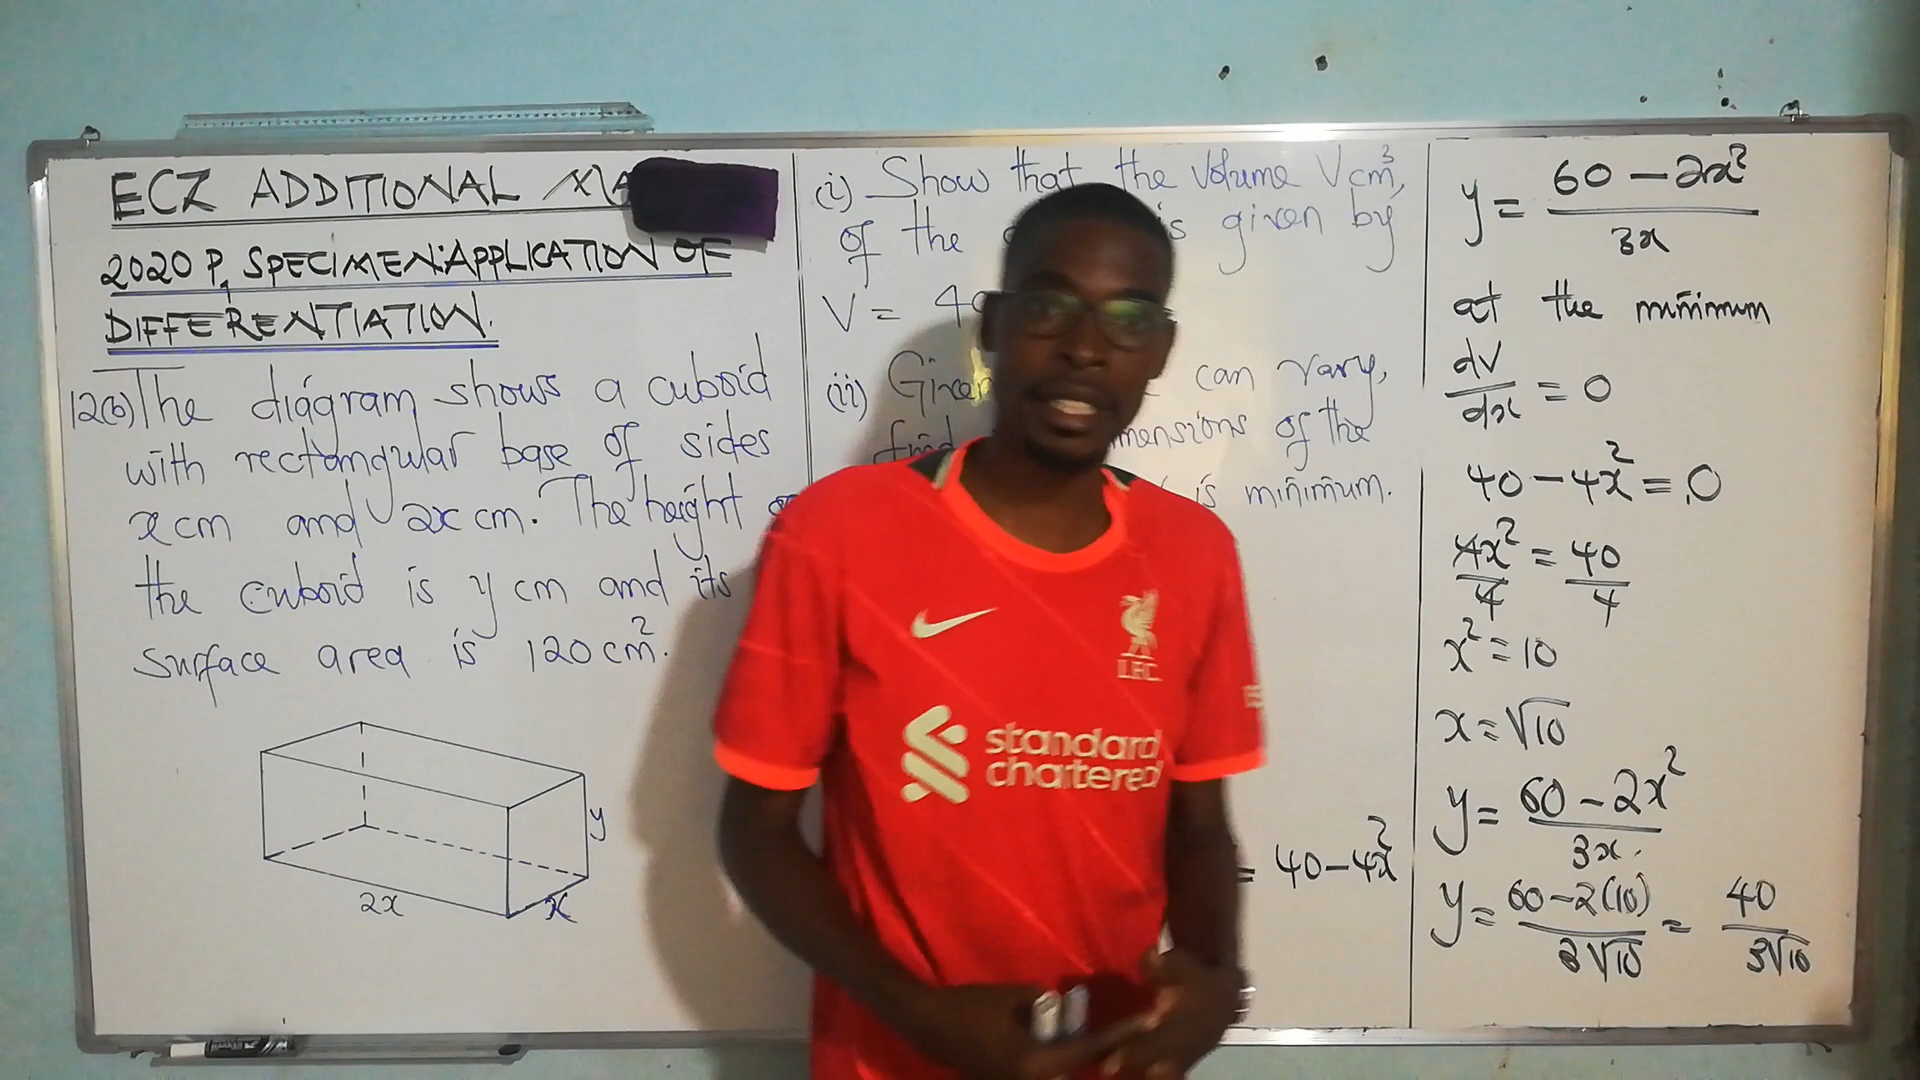 ECZ ADDITIONAL MA
2020 P1 SPECIMEN: APPLICATION OF
DIFFERENTIATION.
12(b) The diagram shows a cuboid
with rectangular base of sides
x cm and 2x cm. The height
the cuboid is y cm and its
surface area is 120 cm².
y
2x
x
(i) Show that the volume V cm³,
of the is given by
V = 40
(ii) Given can vary,
find mensions of the
is minimum.
= 40 - 4x²
y = (60 - 2x²)/3x
at the minimum
dV/dx = 0
40 - 4x² = 0
4x²/4 = 40/4
x² = 10
x = √10
y = (60 - 2x²)/3x
y = (60 - 2(10))/3√10 = 40/3√10
L.F.C.
standard
chartered